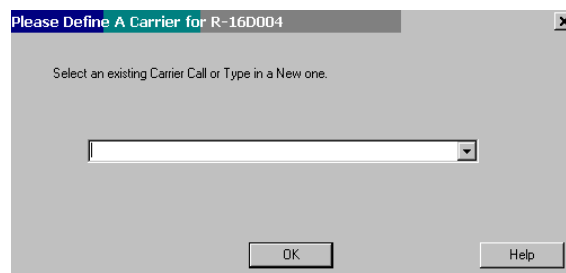 Please Define A Carrier for R-16D004
Select an existing Carrier Call or Type in a New one.
OK
Help